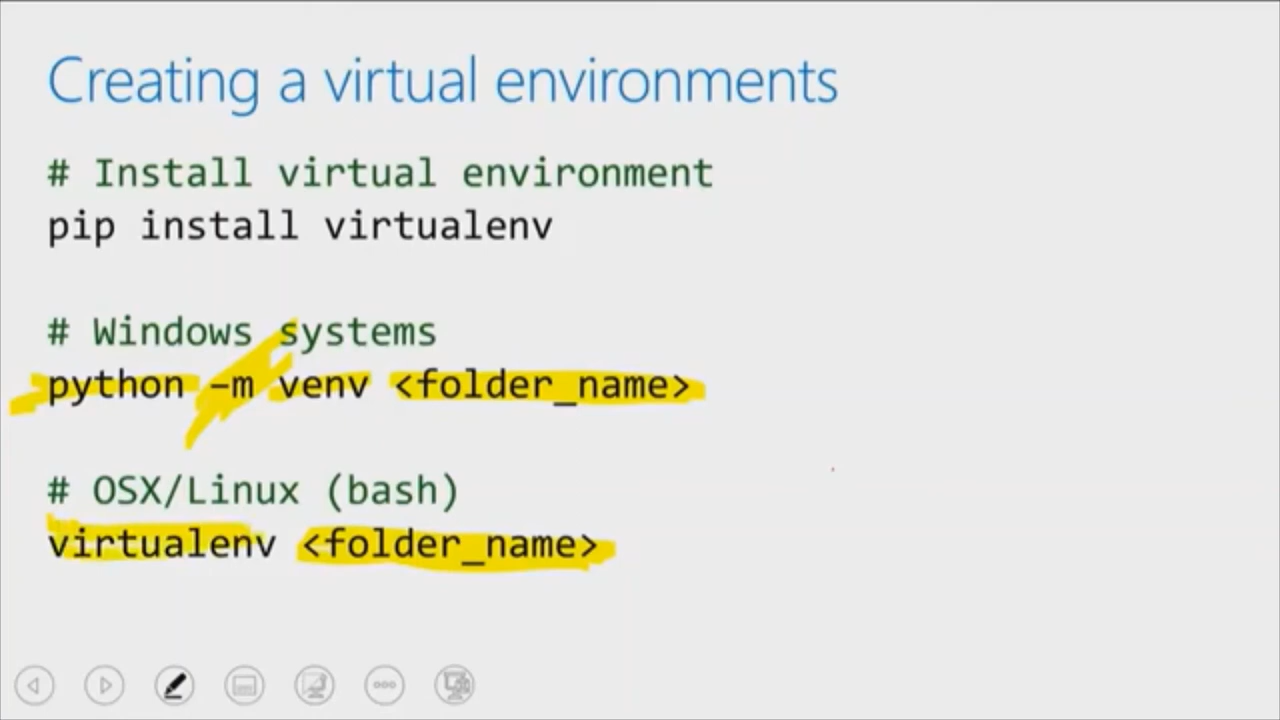 Creating a virtual environments
# Install virtual environment
pip install virtualenv
# Windows systems
python -m venv <folder_name>
# OSX/Linux (bash)
virtualenv <folder_name>